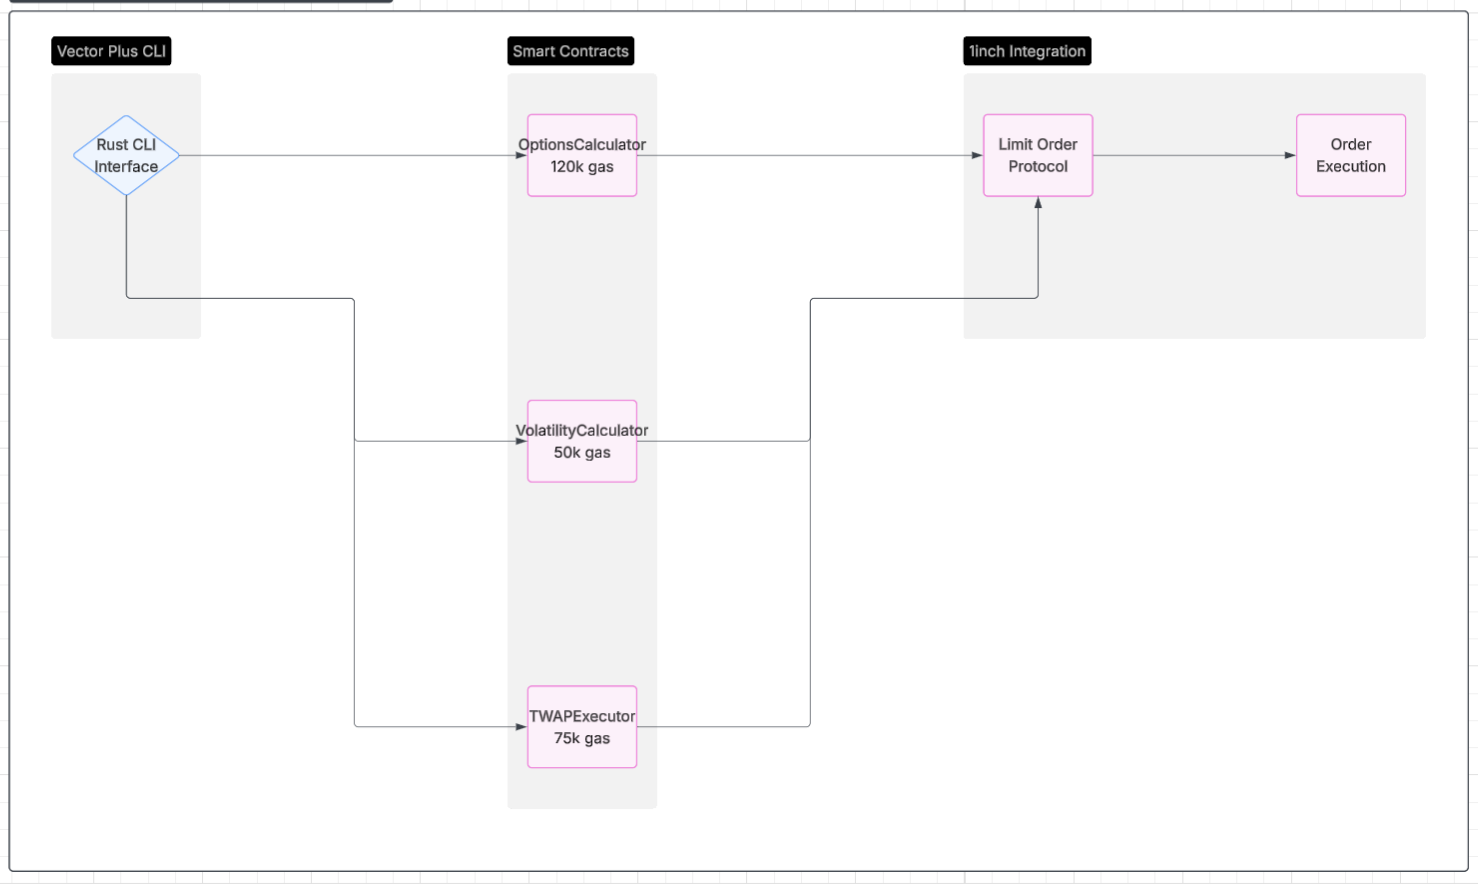 Vector Plus CLI
Smart Contracts
1inch Integration
Rust CLI
Interface
OptionsCalculator
120k gas
Limit Order
Protocol
Order
Execution
VolatilityCalculator
50k gas
TWAPExecutor
75k gas